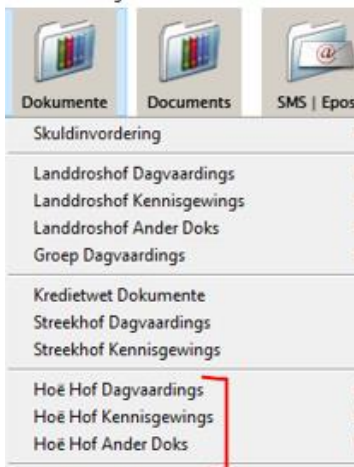 Dokumente Documents SMS | Epos
Skuldinvordering
Landdroshof Dagvaardings
Landdroshof Kennisgewings
Landdroshof Ander Doks
Groep Dagvaardings
Kredietwet Dokumente
Streekhof Dagvaardings
Streekhof Kennisgewings
Hoë Hof Dagvaardings
Hoë Hof Kennisgewings
Hoë Hof Ander Doks